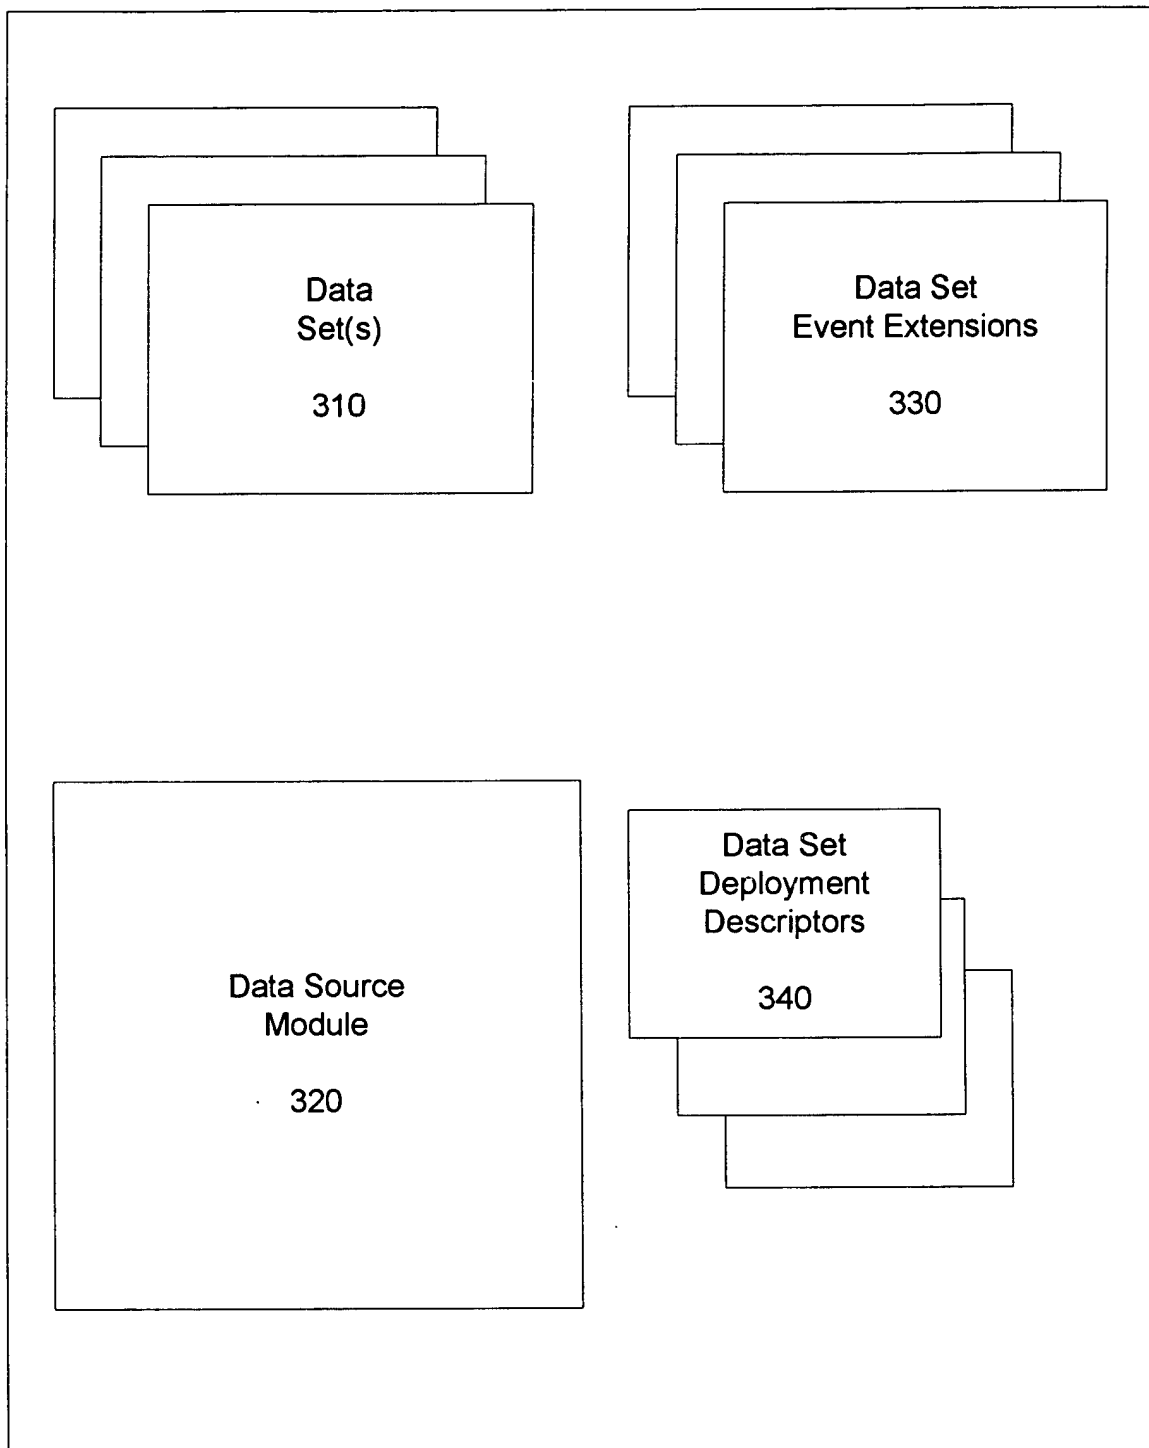 Data
Set(s)
310
Data Set
Event Extensions
330
Data Source
Module
320
Data Set
Deployment
Descriptors
340